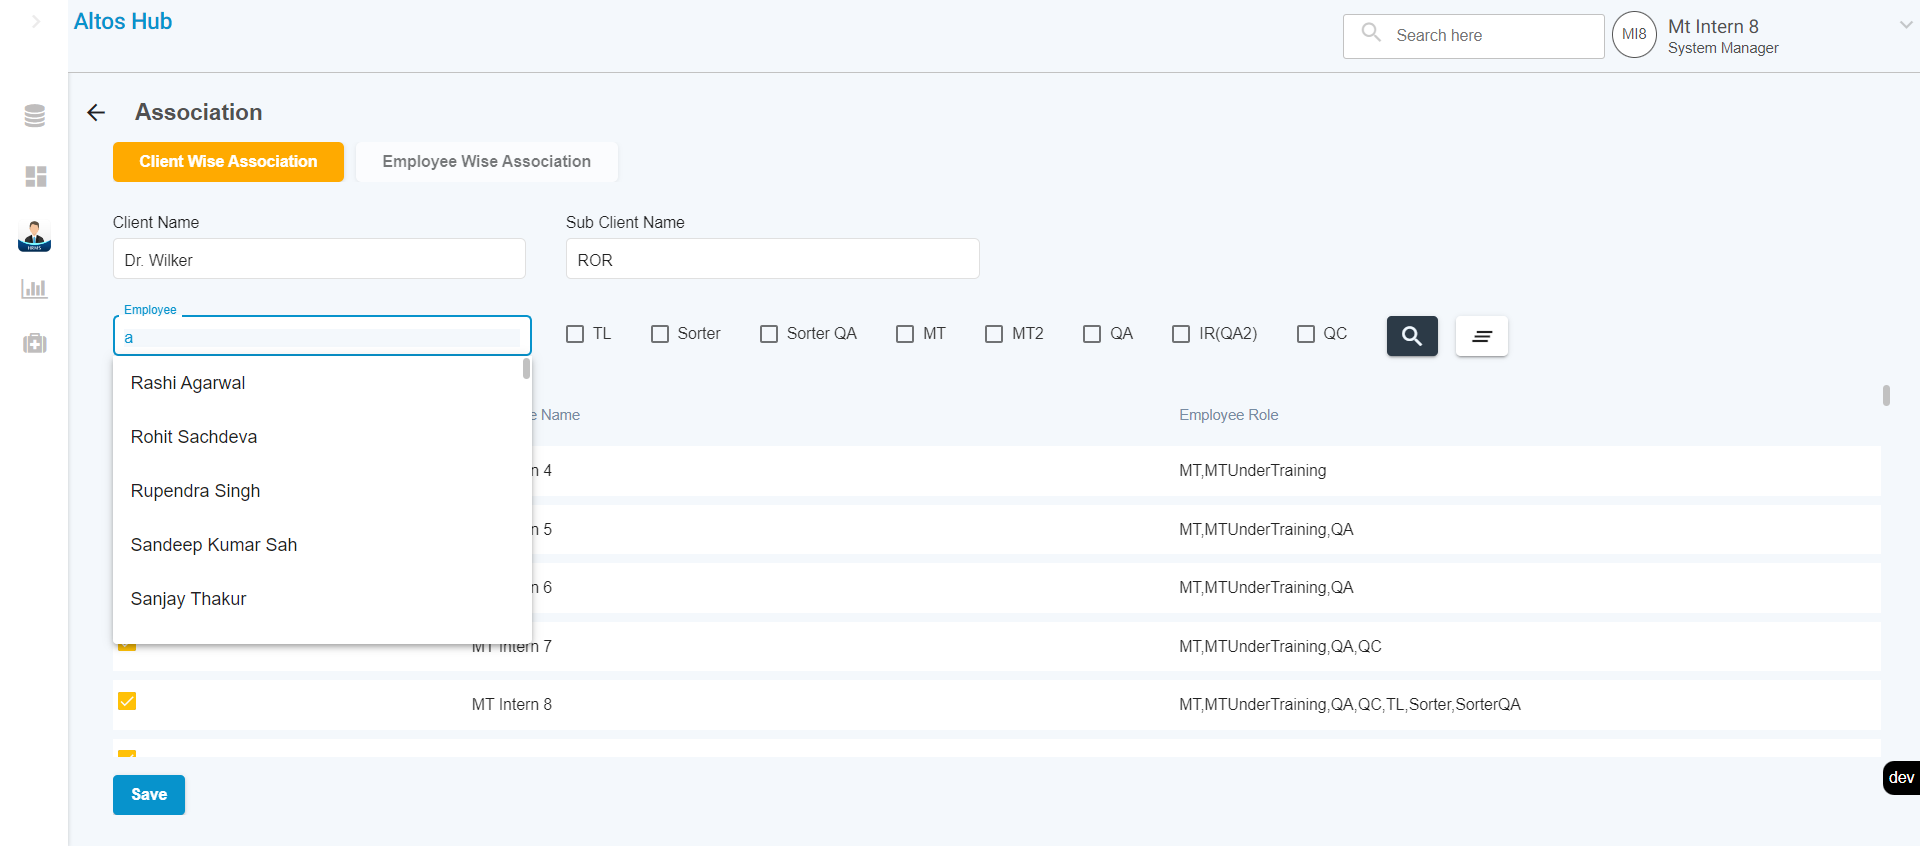 Altos Hub
Search here
MI8
Mt Intern 8
System Manager
Association
Client Wise Association
Employee Wise Association
HRMS
Client Name
Sub Client Name
Dr. Wilker
ROR
Employee
a
TL
Sorter
Sorter QA
MT
MT2
QA
IR(QA2)
QC
Rashi Agarwal
Rohit Sachdeva
Rupendra Singh
Sandeep Kumar Sah
Sanjay Thakur
e Name
Employee Role
n 4
MT,MTUnderTraining
n 5
MT,MTUnderTraining,QA
n 6
MT,MTUnderTraining,QA
MT Intern 7
MT,MTUnderTraining,QA,QC
MT Intern 8
MT,MTUnderTraining,QA,QC,TL,Sorter,SorterQA
Save
dev